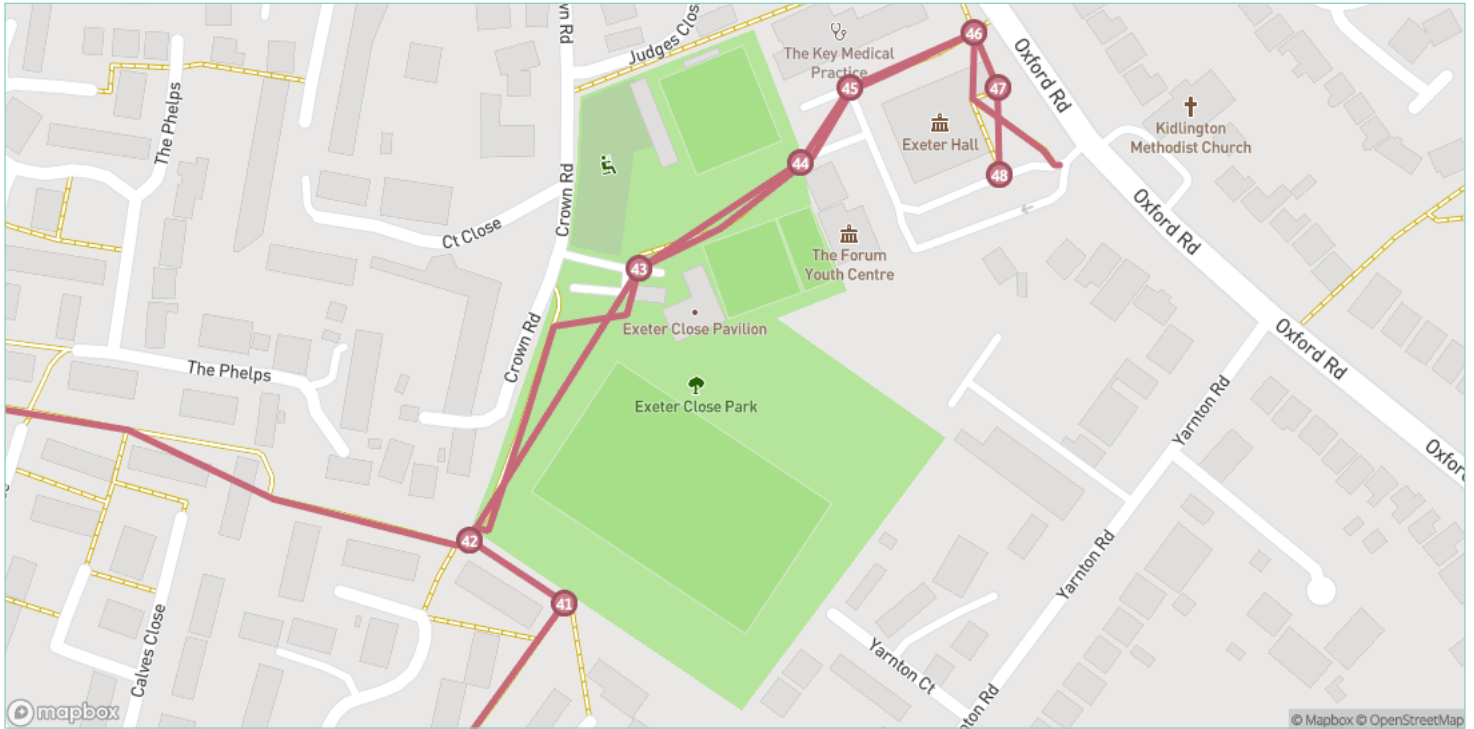 wn Rd
Judges Clos
The Key Medical
Practice
46
Oxford Rd
45
47
The Phelps
Exeter Hall
Kidlington
Methodist Church
44
48
Crown Rd
Ct Close
Oxford Rd
The Forum
Youth Centre
43
Exeter Close Pavilion
Crown Rd
Oxford Rd
The Phelps
Exeter Close Park
Yarnton Rd
Oxfo
42
Yarnton Rd
41
Calves Close
Yarnton Ct
nton Rd
mapbox
© Mapbox © OpenStreetMap